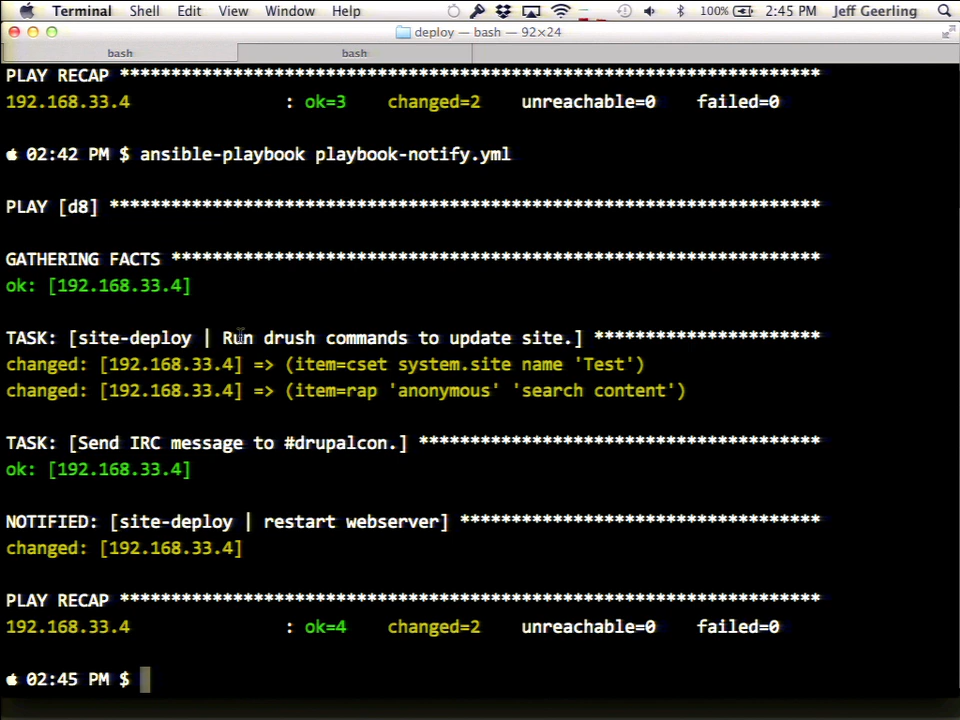 Terminal Shell Edit View Window Help 100% 2:45 PM Jeff Geerling
deploy — bash — 92×24
bash bash
PLAY RECAP ********************************************************************
192.168.33.4 : ok=3 changed=2 unreachable=0 failed=0
02:42 PM $ ansible-playbook playbook-notify.yml
PLAY [d8] *********************************************************************
GATHERING FACTS ***************************************************************
ok: [192.168.33.4]
TASK: [site-deploy | Run drush commands to update site.] **********************
changed: [192.168.33.4] => (item=cset system.site name 'Test')
changed: [192.168.33.4] => (item=rap 'anonymous' 'search content')
TASK: [Send IRC message to #drupalcon.] ***************************************
ok: [192.168.33.4]
NOTIFIED: [site-deploy | restart webserver] ***********************************
changed: [192.168.33.4]
PLAY RECAP ********************************************************************
192.168.33.4 : ok=4 changed=2 unreachable=0 failed=0
02:45 PM $